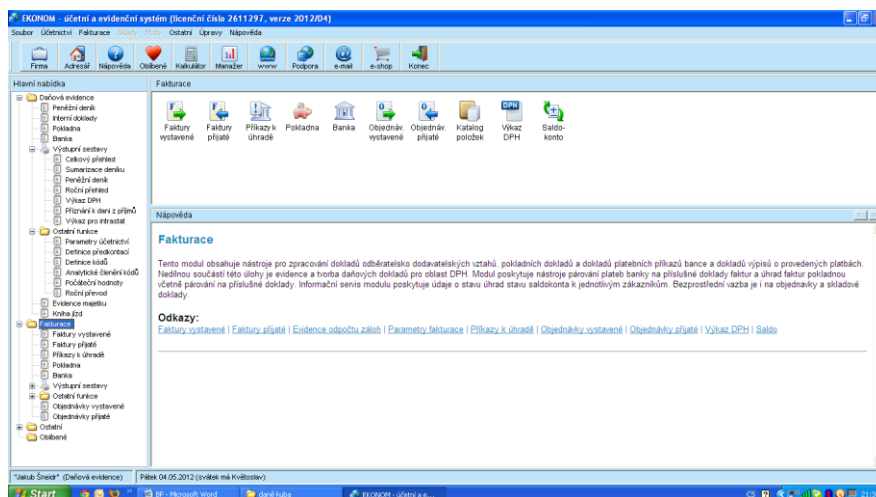 EKONOM - účetní a evidenční systém (licenční číslo 2611297, verze 2012/04)
Soubor Účetnictví Fakturace Sklady Mzdy Ostatní Úpravy Nápověda
Firma Adresář Nápověda Oblíbené Kalkulátor Manažer www Podpora e-mail e-shop Konec
Hlavní nabídka
Daňová evidence
Peněžní deník
Interní doklady
Pokladna
Banka
Výstupní sestavy
Celkový přehled
Sumarizace deníku
Peněžní deník
Roční přehled
Výkaz DPH
Přiznání k dani z příjmů
Výkaz pro intrastat
Ostatní funkce
Parametry účetnictví
Definice předkontací
Definice kódů
Analytické členění kódů
Počáteční hodnoty
Roční převod
Evidence majetku
Kniha jízd
Fakturace
Faktury vystavené
Faktury přijaté
Příkazy k úhradě
Pokladna
Banka
Výstupní sestavy
Ostatní funkce
Objednávky vystavené
Objednávky přijaté
Ostatní
Oblíbené
Fakturace
Faktury vystavené
Faktury přijaté
Příkazy k úhradě
Pokladna
Banka
Objednáv. vystavené
Objednáv. přijaté
Katalog položek
DPH
Výkaz DPH
Saldo-konto
Nápověda
Fakturace
Tento modul obsahuje nástroje pro zpracování dokladů odběratelsko dodavatelských vztahů, pokladních dokladů a dokladů platebních příkazů bance a dokladů výpisů o provedených platbách.
Nedílnou součástí této úlohy je evidence a tvorba daňových dokladů pro oblast DPH. Modul poskytuje nástroje párování plateb banky na příslušné doklady faktur a úhrad faktur pokladnou
včetně párování na příslušné doklady. Informační servis modulu poskytuje údaje o stavu úhrad stavu saldokonta k jednotlivým zákazníkům. Bezprostřední vazba je i na objednavky a skladové
doklady.
Odkazy:
Faktury vystavené | Faktury přijaté | Evidence odpočtu záloh | Parametry fakturace | Příkazy k úhradě | Objednávky vystavené | Objednávky přijaté | Výkaz DPH | Saldo
"Jakub Šneidr" (Daňová evidence) Pátek 04.05.2012 (svátek má Květoslav)
Start BP - Microsoft Word daně kuba EKONOM - účetní a e... CS